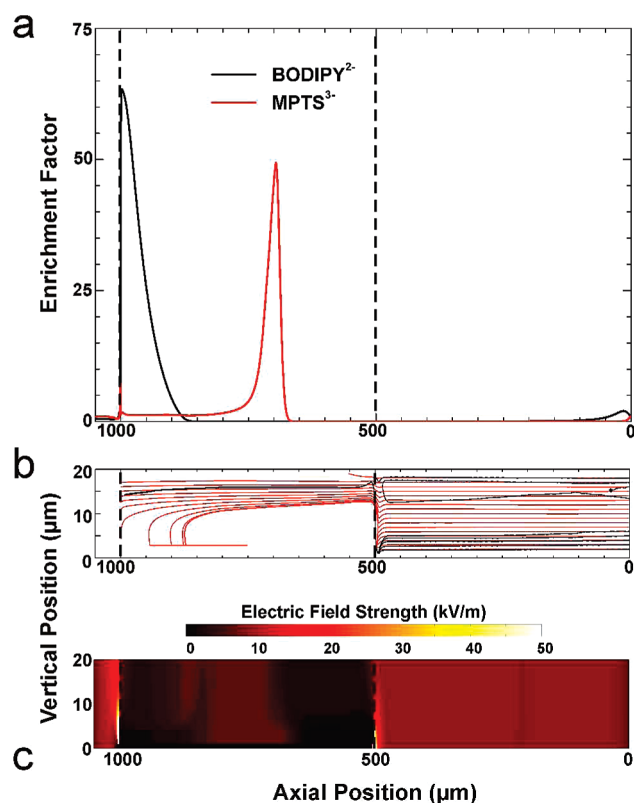 a
75
50
25
0
Enrichment Factor
BODIPY²⁻
MPTS³⁻
1000
500
0
b
20
10
0
Vertical Position (µm)
1000
500
0
Electric Field Strength (kV/m)
0
10
20
30
40
50
20
10
0
c
1000
500
0
Axial Position (µm)